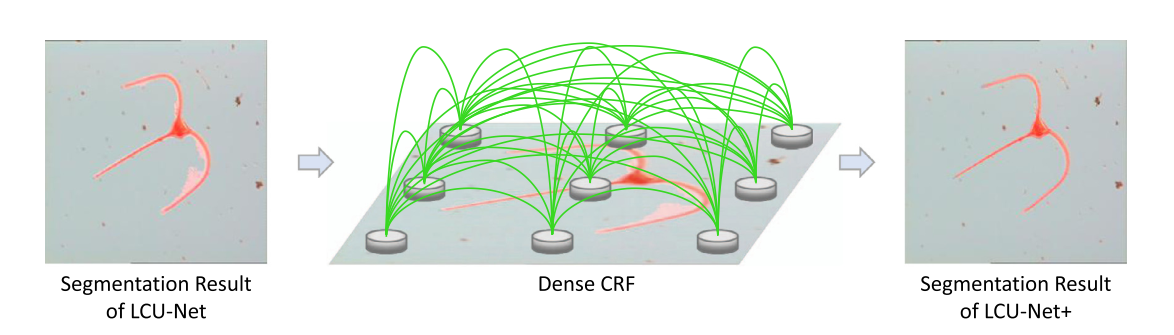 Segmentation Result
of LCU-Net
Dense CRF
Segmentation Result
of LCU-Net+